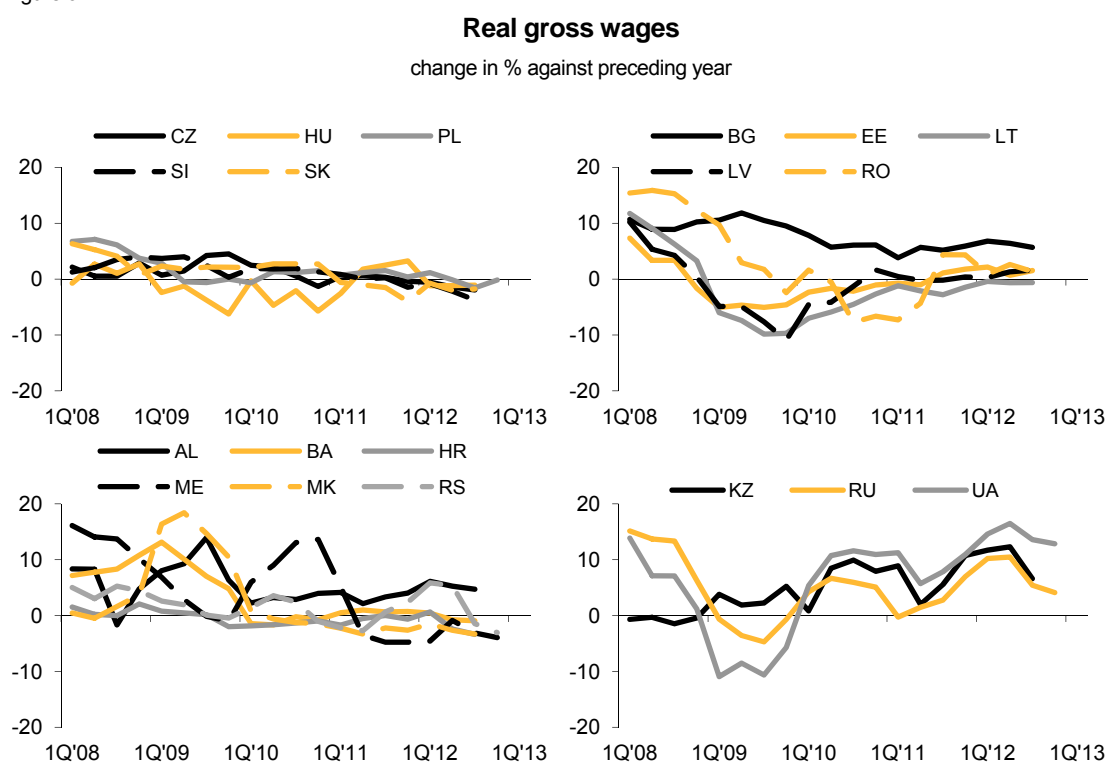 Real gross wages
change in % against preceding year
CZ HU PL
SI SK
20
10
0
-10
-20
1Q'08 1Q'09 1Q'10 1Q'11 1Q'12 1Q'13
BG EE LT
LV RO
20
10
0
-10
-20
1Q'08 1Q'09 1Q'10 1Q'11 1Q'12 1Q'13
AL BA HR
ME MK RS
20
10
0
-10
-20
1Q'08 1Q'09 1Q'10 1Q'11 1Q'12 1Q'13
KZ RU UA
20
10
0
-10
-20
1Q'08 1Q'09 1Q'10 1Q'11 1Q'12 1Q'13